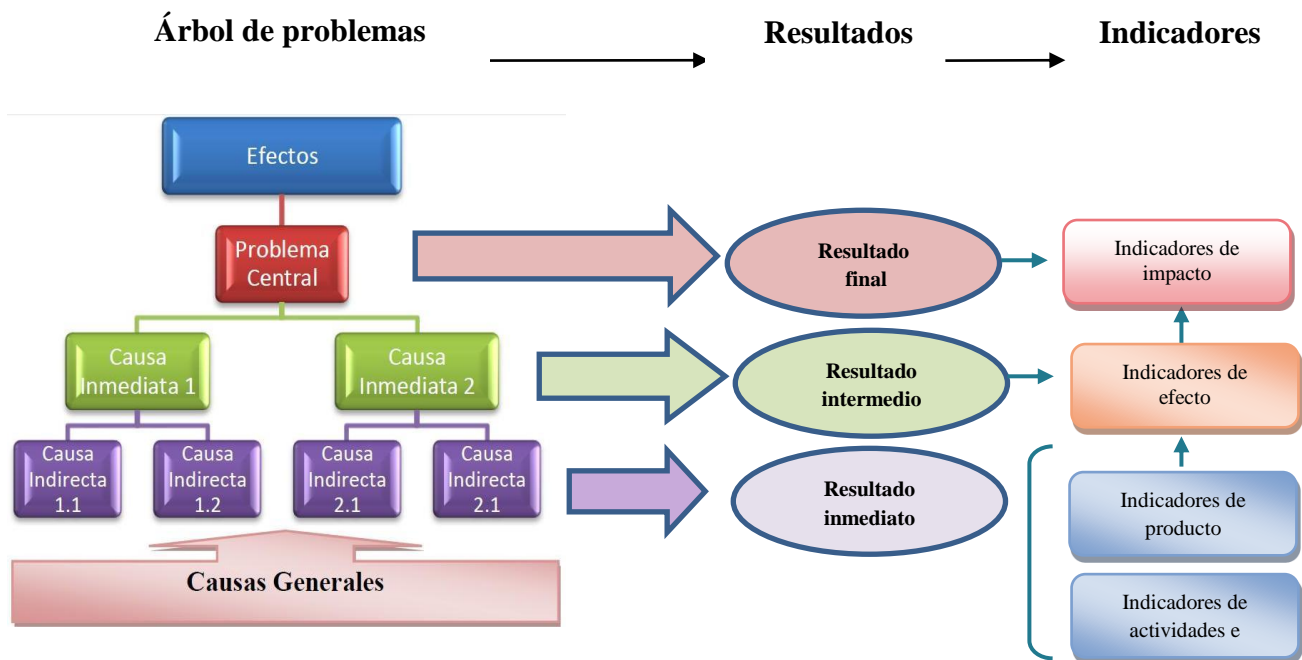 Árbol de problemas
Resultados
Indicadores
Efectos
Problema
Central
Causa
Inmediata 1
Causa
Inmediata 2
Causa
Indirecta
1.1
Causa
Indirecta
1.2
Causa
Indirecta
2.1
Causa
Indirecta
2.1
Causas Generales
Resultado
final
Resultado
intermedio
Resultado
inmediato
Indicadores de
impacto
Indicadores de
efecto
Indicadores de
producto
Indicadores de
actividades e